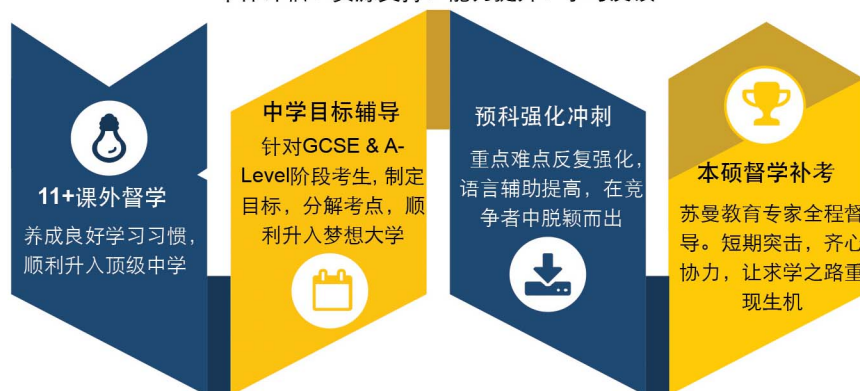 11+课外督学
养成良好学习习惯，
顺利升入顶级中学
中学目标辅导
针对GCSE & A-
Level阶段考生, 制定
目标，分解考点，顺
利升入梦想大学
预科强化冲刺
重点难点反复强化，
语言辅助提高，在竞
争者中脱颖而出
本硕督学补考
苏曼教育专家全程督
导。短期突击，齐心
协力，让求学之路重
现生机